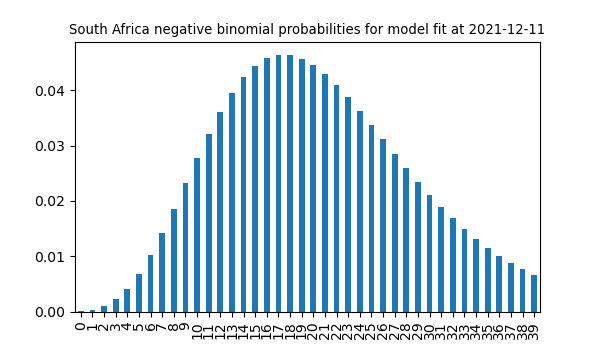 South Africa negative binomial probabilities for model fit at 2021-12-11
0.04
0.03
0.02
0.01
0.00
0 1 2 3 4 5 6 7 8 9 10 11 12 13 14 15 16 17 18 19 20 21 22 23 24 25 26 27 28 29 30 31 32 33 34 35 36 37 38 39